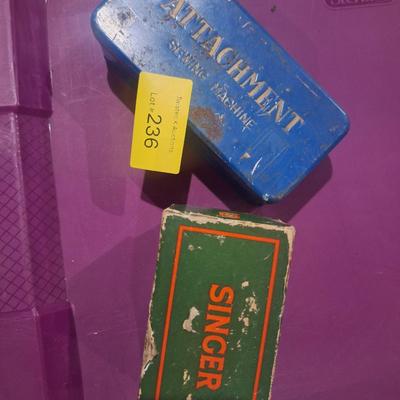 ATTACHMENT
SEWING MACHINE
Lot # 236
SINGER